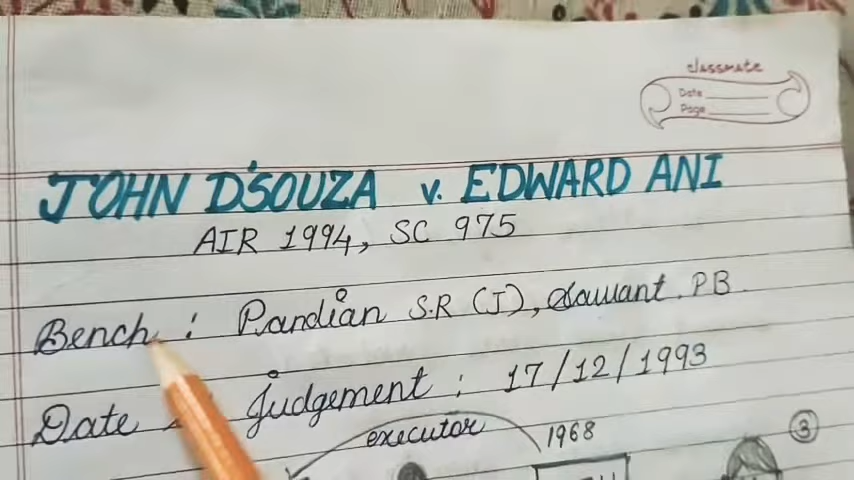 classmate
Date
Page
JOHN D'SOUZA v. EDWARD ANI
AIR 1994, SC 975
Bench : Pandian S.R (J), Sawant. PB
Date Judgement : 17/12/1993
executor 1968
3